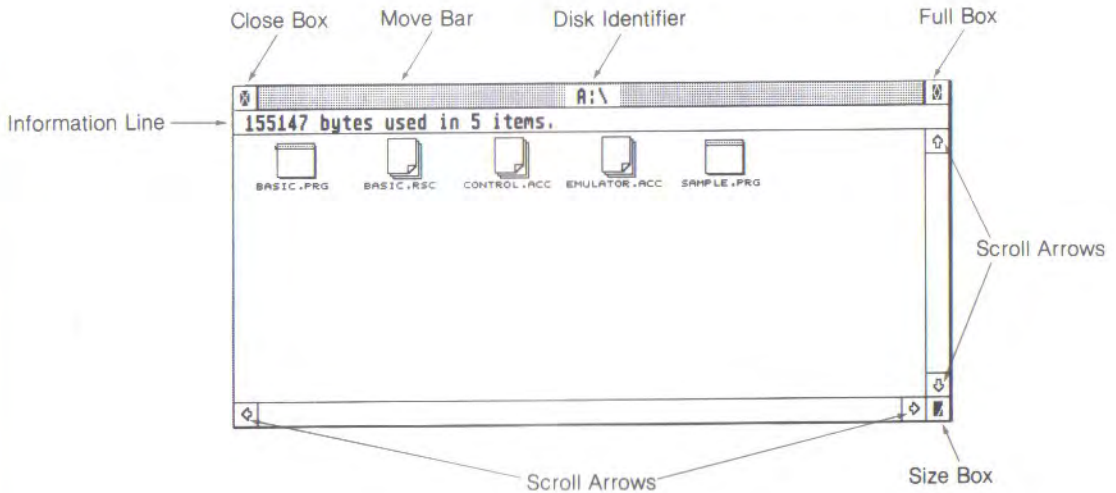 Close Box
Move Bar
Disk Identifier
Full Box
A:\
Information Line
155147 bytes used in 5 items.
BASIC.PRG
BASIC.RSC
CONTROL.ACC
EMULATOR.ACC
SAMPLE.PRG
Scroll Arrows
Scroll Arrows
Size Box